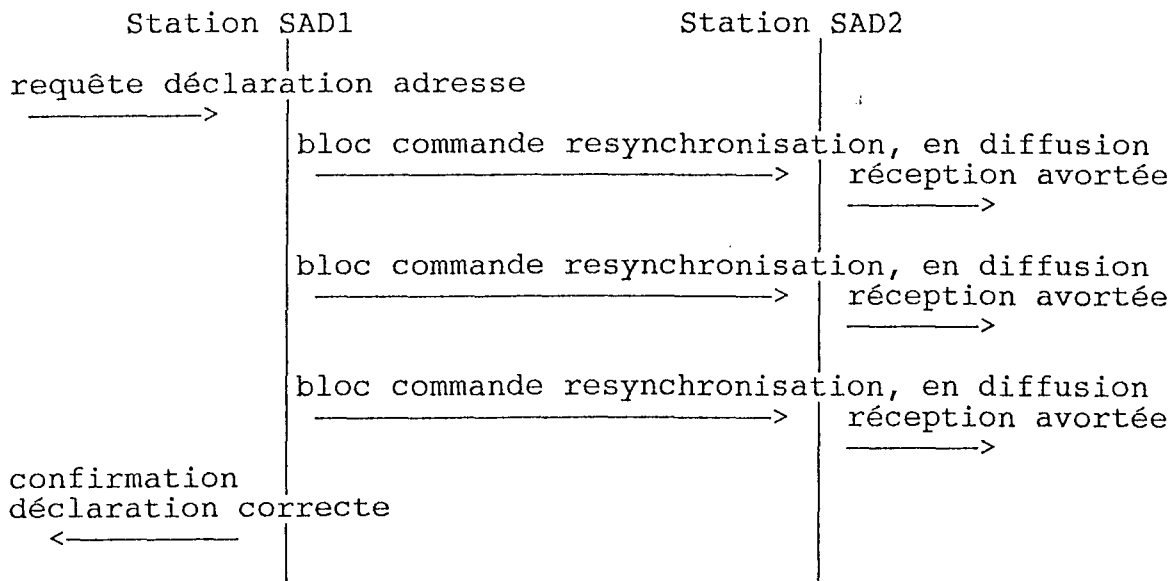 Station SAD1 Station SAD2
requête déclaration adresse
bloc commande resynchronisation, en diffusion
réception avortée
bloc commande resynchronisation, en diffusion
réception avortée
bloc commande resynchronisation, en diffusion
réception avortée
confirmation
déclaration correcte